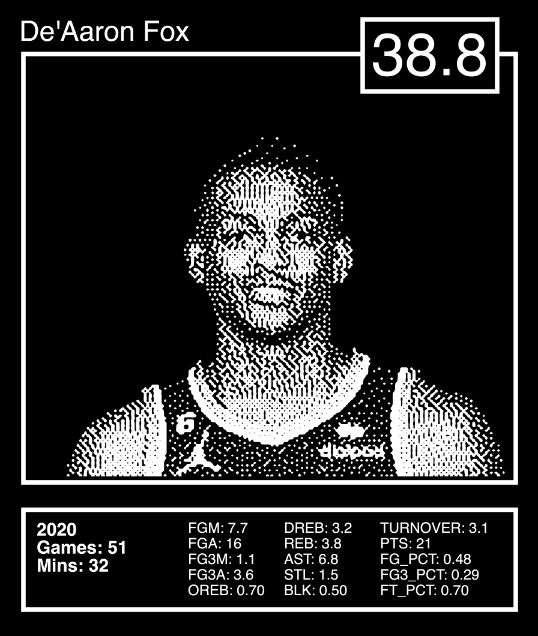 De'Aaron Fox
38.8
6
2020
Games: 51
Mins: 32
FGM: 7.7
FGA: 16
FG3M: 1.1
FG3A: 3.6
OREB: 0.70
DREB: 3.2
REB: 3.8
AST: 6.8
STL: 1.5
BLK: 0.50
TURNOVER: 3.1
PTS: 21
FG_PCT: 0.48
FG3_PCT: 0.29
FT_PCT: 0.70